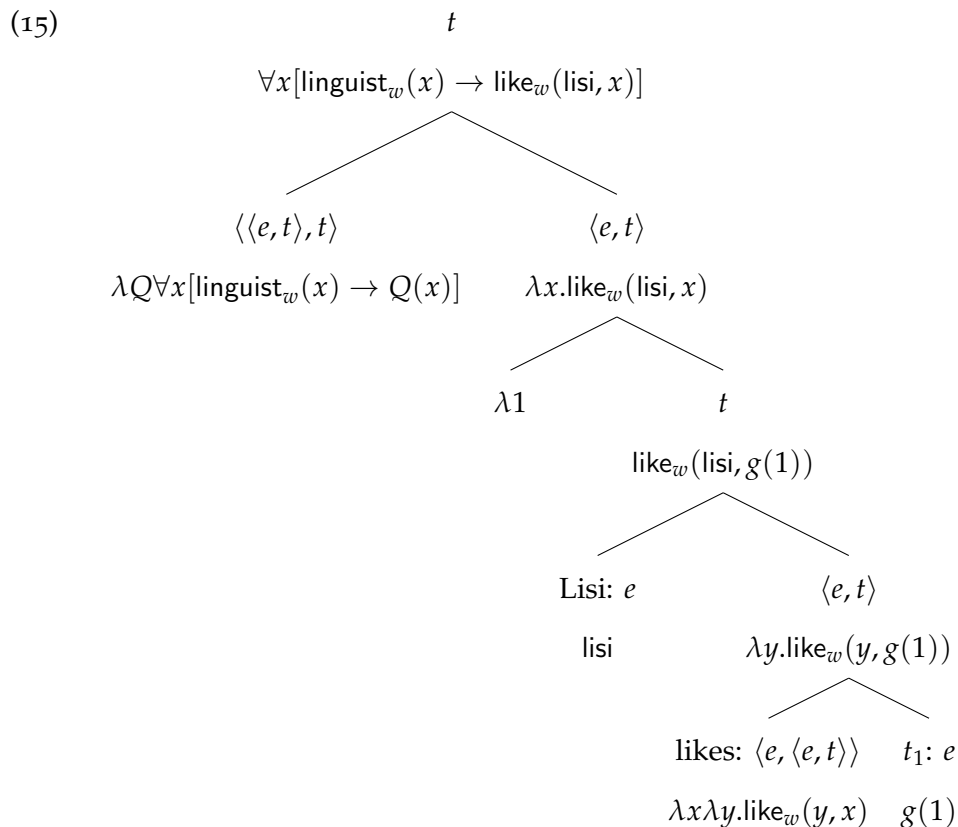 (15) t
∀x[linguist_w(x) → like_w(lisi, x)]
⟨⟨e, t⟩, t⟩ ⟨e, t⟩
λQ∀x[linguist_w(x) → Q(x)] λx.like_w(lisi, x)
λ1 t
like_w(lisi, g(1))
Lisi: e ⟨e, t⟩
lisi λy.like_w(y, g(1))
likes: ⟨e, ⟨e, t⟩⟩ t₁: e
λxλy.like_w(y, x) g(1)